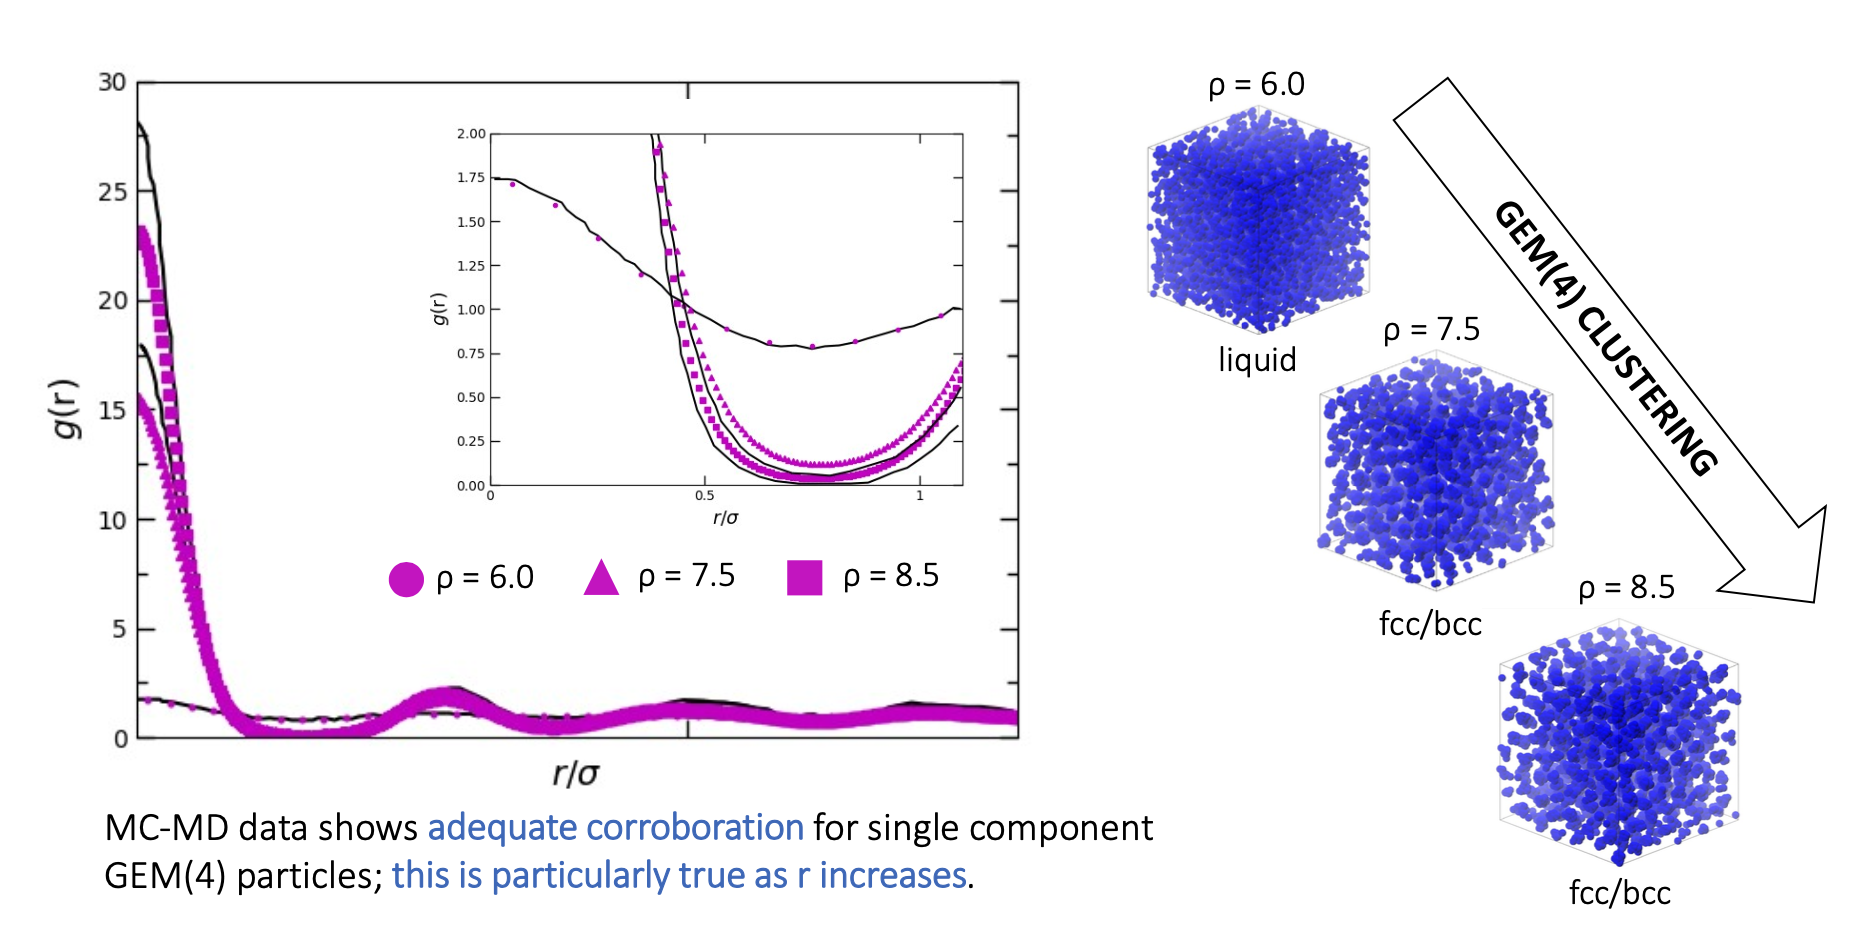 30
25
20
15
10
5
0
g(r)
r/σ
2.00
1.75
1.50
1.25
1.00
0.75
0.50
0.25
0.00
0
0.5
1
g(r)
r/σ
ρ = 6.0
ρ = 7.5
ρ = 8.5
MC-MD data shows adequate corroboration for single component
GEM(4) particles; this is particularly true as r increases.
ρ = 6.0
liquid
ρ = 7.5
fcc/bcc
ρ = 8.5
fcc/bcc
GEM(4) CLUSTERING